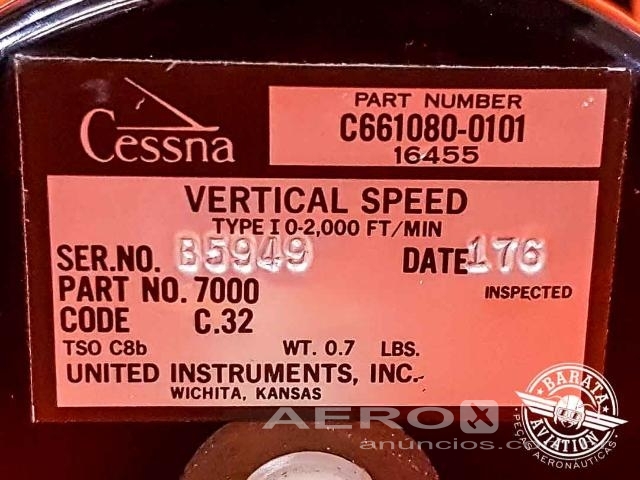 Cessna
PART NUMBER
C661080-0101
16455
VERTICAL SPEED
TYPE I 0-2,000 FT/MIN
SER.NO. B5949 DATE 176
PART NO. 7000 INSPECTED
CODE C.32
TSO C8b WT. 0.7 LBS.
UNITED INSTRUMENTS, INC.
WICHITA, KANSAS
AERO X
anúncios.c
BARATA
AVIATION
PEÇAS AERONÁUTICAS